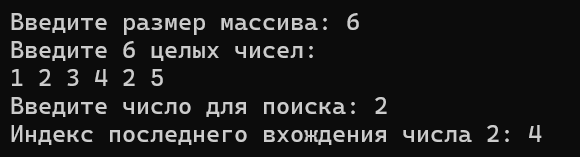 Введите размер массива: 6
Введите 6 целых чисел:
1 2 3 4 2 5
Введите число для поиска: 2
Индекс последнего вхождения числа 2: 4